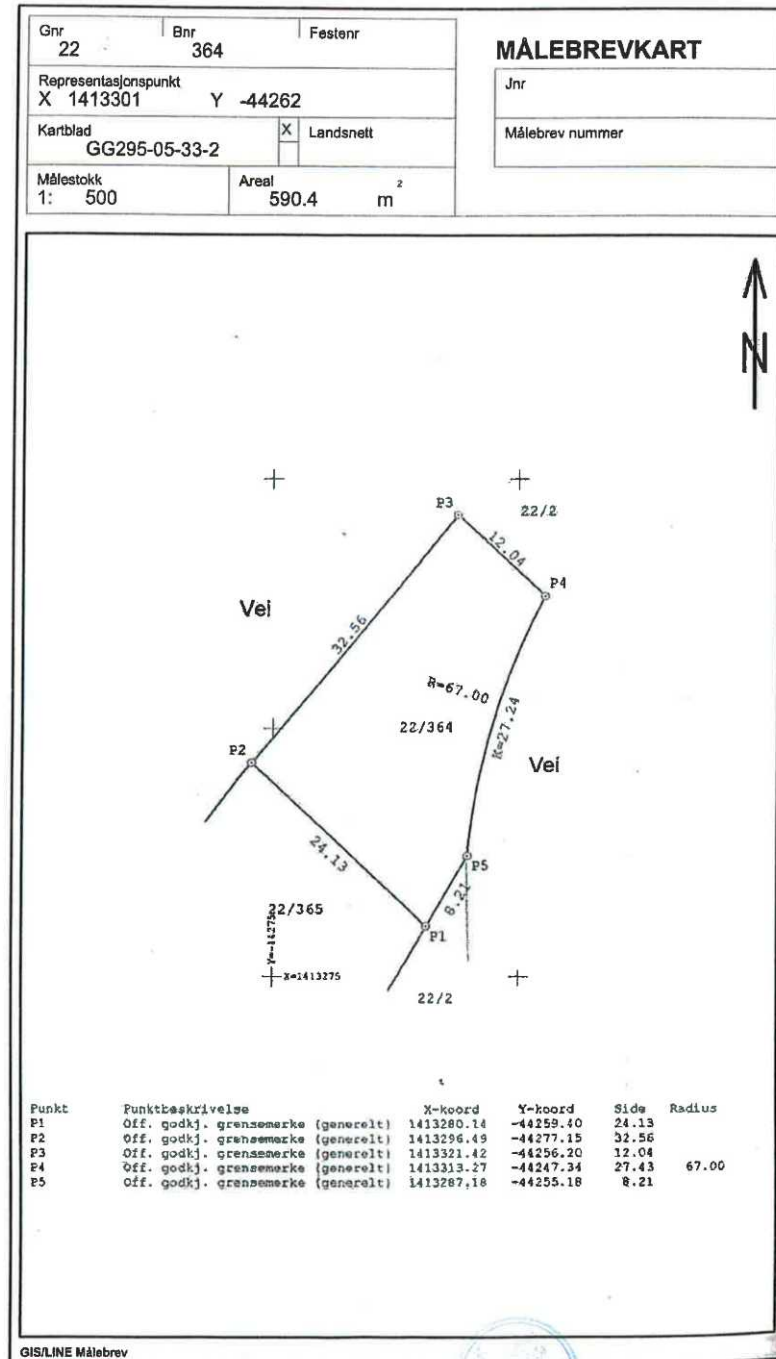 Gnr Bnr Festenr
22 364
MÅLEBREVKART
Representasjonspunkt
X 1413301 Y -44262
Jnr
Kartblad X Landsnett
GG295-05-33-2
Målebrev nummer
Målestokk Areal
1: 500 590.4 m 2
N
P3
22/2
12.04
P4
Vei
32.56
R=67.00
22/364
K=27.24
P2
Vei
24.13
P5
8.21
22/365
P1
X=1413275
22/2
Punkt Punktbeskrivelse X-koord Y-koord Side Radius
P1 Off. godkj. grensemerke (generelt) 1413280.14 -44259.40 24.13
P2 Off. godkj. grensemerke (generelt) 1413296.49 -44277.15 32.56
P3 Off. godkj. grensemerke (generelt) 1413321.42 -44256.20 12.04
P4 Off. godkj. grensemerke (generelt) 1413313.27 -44247.34 27.43 67.00
P5 Off. godkj. grensemerke (generelt) 1413287.18 -44255.18 8.21
GIS/LINE Målebrev